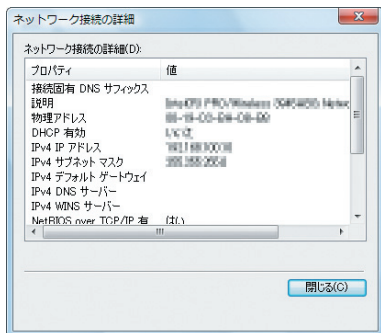 ネットワーク接続の詳細
ネットワーク接続の詳細(D):
プロパティ 値
接続固有 DNS サフィックス
説明
物理アドレス
DHCP 有効 いいえ
IPv4 IP アドレス
IPv4 サブネット マスク
IPv4 デフォルト ゲートウェイ
IPv4 DNS サーバー
IPv4 WINS サーバー
NetBIOS over TCP/IP 有 はい
閉じる(C)